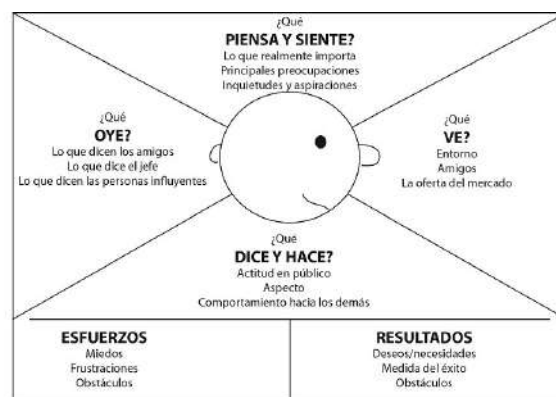 ¿Qué
PIENSA Y SIENTE?
Lo que realmente importa
Principales preocupaciones
Inquietudes y aspiraciones
¿Qué
OYE?
Lo que dicen los amigos
Lo que dice el jefe
Lo que dicen las personas influyentes
¿Qué
VE?
Entorno
Amigos
La oferta del mercado
¿Qué
DICE Y HACE?
Actitud en público
Aspecto
Comportamiento hacia los demás
ESFUERZOS
Miedos
Frustraciones
Obstáculos
RESULTADOS
Deseos/necesidades
Medida del éxito
Obstáculos